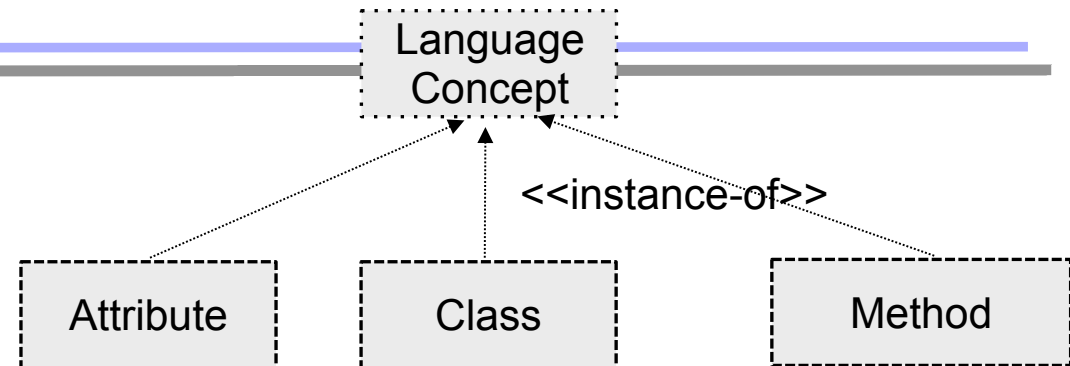 Language
Concept
<<instance-of>>
Attribute
Class
Method